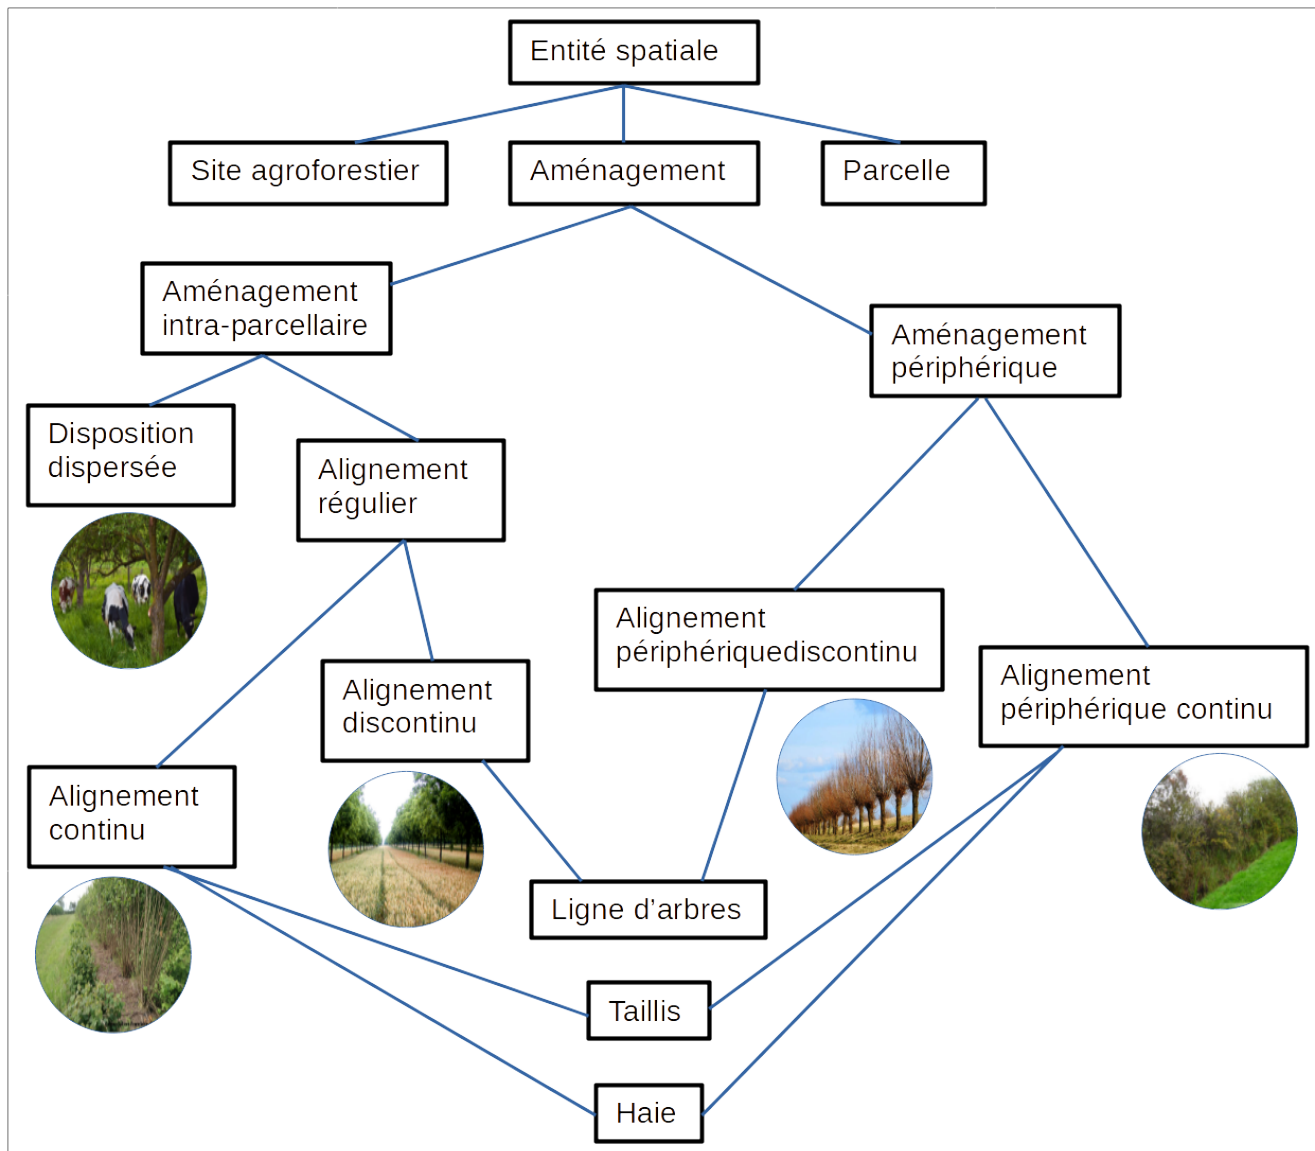 Entité spatiale
Site agroforestier
Aménagement
Parcelle
Aménagement
intra-parcellaire
Aménagement
périphérique
Disposition
dispersée
Alignement
régulier
Alignement
périphériquediscontinu
Alignement
discontinu
Alignement
périphérique continu
Alignement
continu
Ligne d’arbres
Taillis
Haie